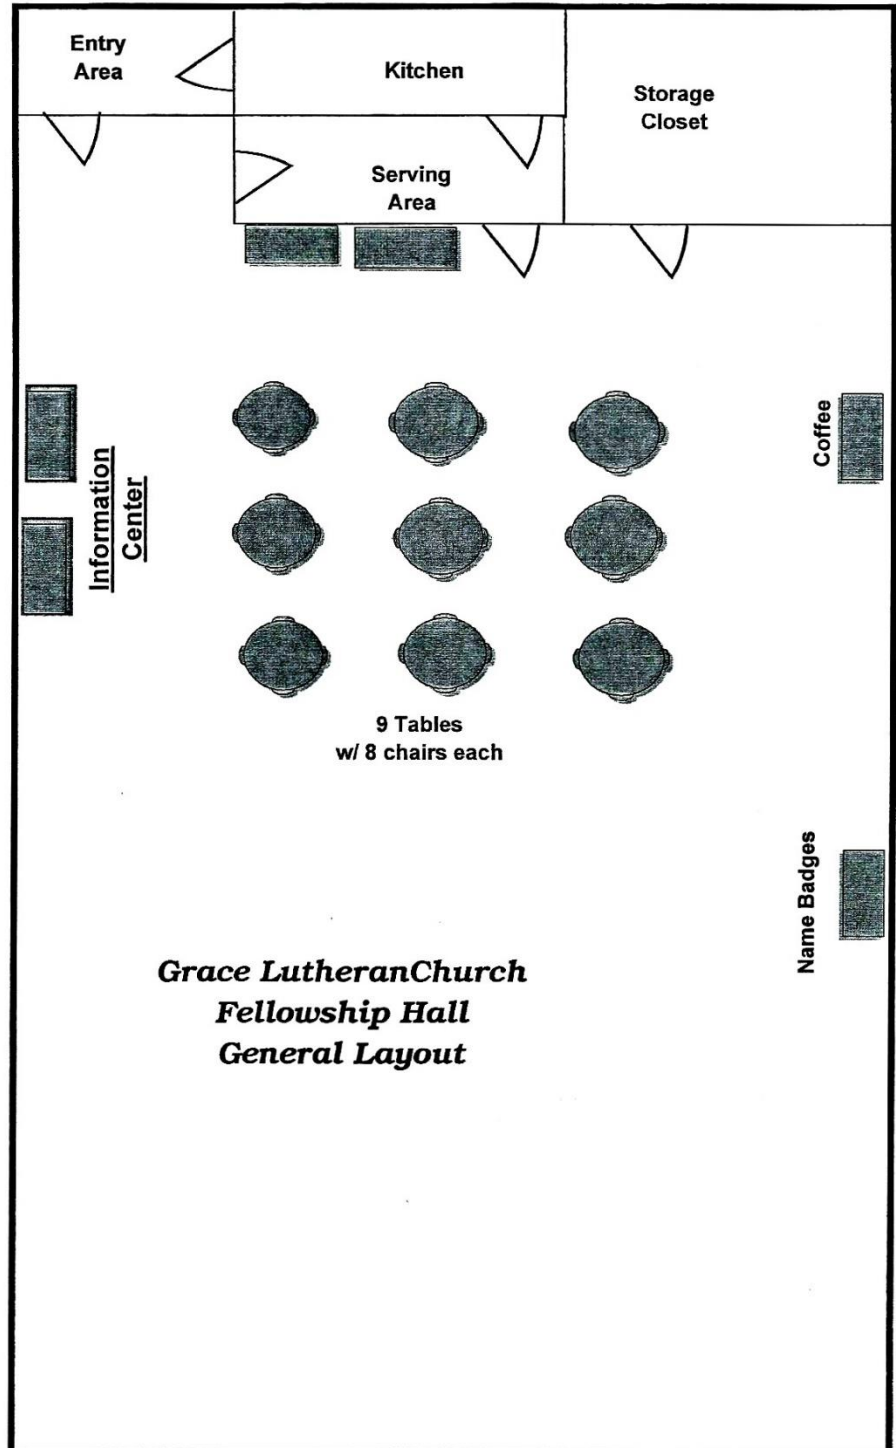 Entry
Area
Kitchen
Storage
Closet
Serving
Area
Information
Center
Coffee
9 Tables
w/ 8 chairs each
Name Badges
Grace LutheranChurch
Fellowship Hall
General Layout